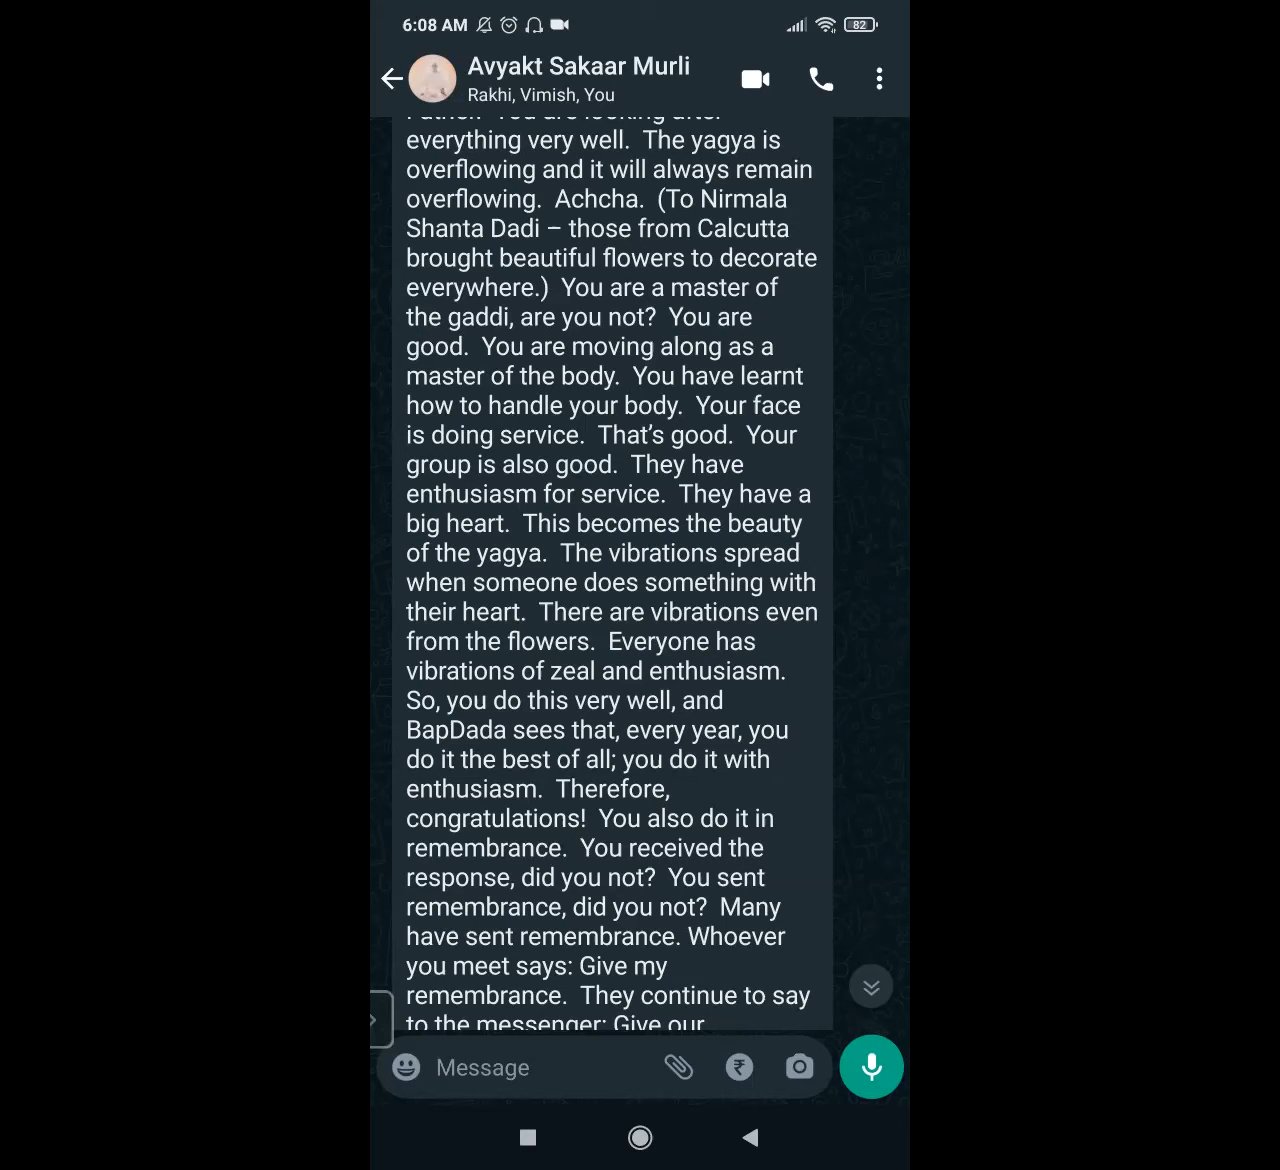 6:08 AM
82
Avyakt Sakaar Murli
Rakhi, Vimish, You
Father. You are looking after
everything very well.  The yagya is
overflowing and it will always remain
overflowing.  Achcha.  (To Nirmala
Shanta Dadi – those from Calcutta
brought beautiful flowers to decorate
everywhere.)  You are a master of
the gaddi, are you not?  You are
good.  You are moving along as a
master of the body.  You have learnt
how to handle your body.  Your face
is doing service.  That’s good.  Your
group is also good.  They have
enthusiasm for service.  They have a
big heart.  This becomes the beauty
of the yagya.  The vibrations spread
when someone does something with
their heart.  There are vibrations even
from the flowers.  Everyone has
vibrations of zeal and enthusiasm.
So, you do this very well, and
BapDada sees that, every year, you
do it the best of all; you do it with
enthusiasm.  Therefore,
congratulations!  You also do it in
remembrance.  You received the
response, did you not?  You sent
remembrance, did you not?  Many
have sent remembrance. Whoever
you meet says: Give my
remembrance.  They continue to say
to the messenger: Give our
Message